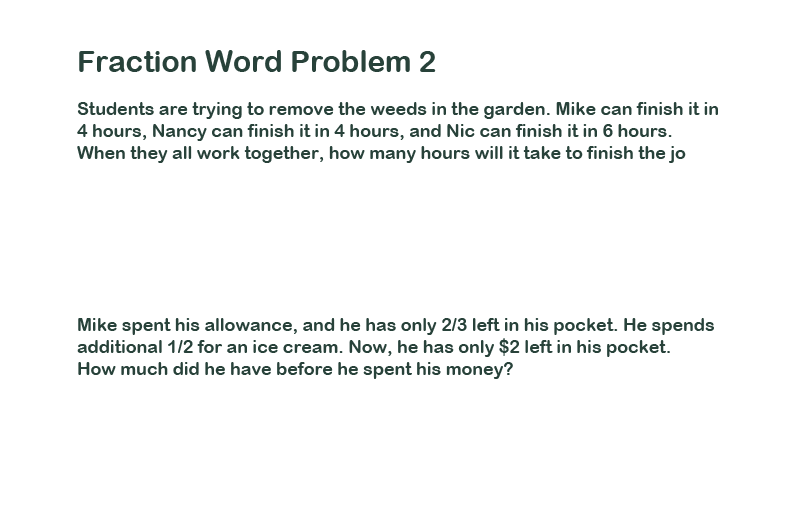 Fraction Word Problem 2
Students are trying to remove the weeds in the garden. Mike can finish it in
4 hours, Nancy can finish it in 4 hours, and Nic can finish it in 6 hours.
When they all work together, how many hours will it take to finish the jo
Mike spent his allowance, and he has only 2/3 left in his pocket. He spends
additional 1/2 for an ice cream. Now, he has only $2 left in his pocket.
How much did he have before he spent his money?